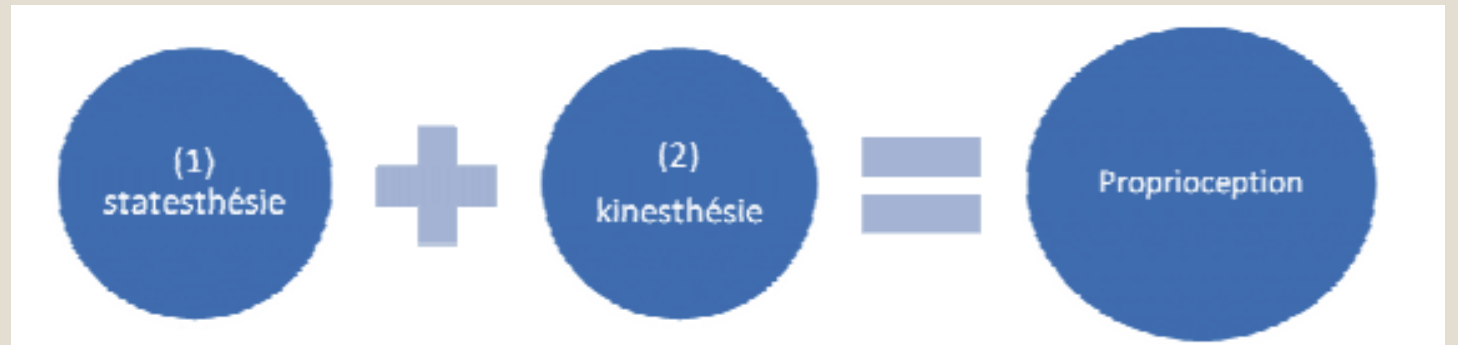 (1)
statesthésie
(2)
kinesthésie
Proprioception